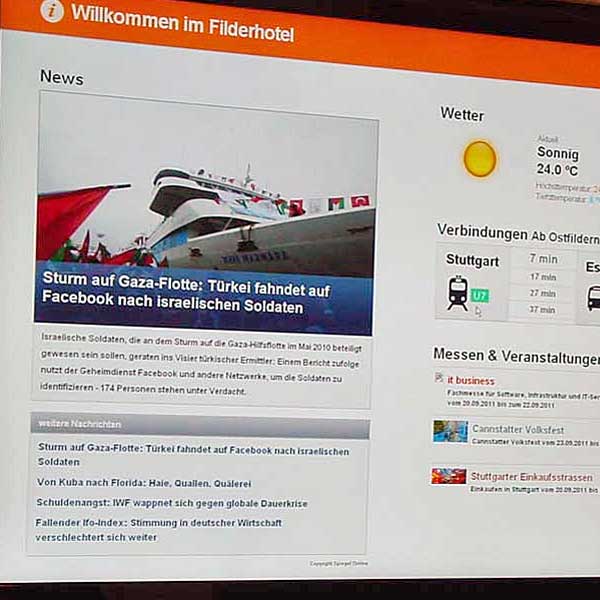 i Willkommen im Filderhotel
News
Sturm auf Gaza-Flotte: Türkei fahndet auf
Facebook nach israelischen Soldaten
Israelische Soldaten, die an dem Sturm auf die Gaza-Hilfsflotte im Mai 2010 beteiligt
gewesen sein sollen, geraten ins Visier türkischer Ermittler: Einem Bericht zufolge
nutzt der Geheimdienst Facebook und andere Netzwerke, um die Soldaten zu
identifizieren - 174 Personen stehen unter Verdacht.
weitere Nachrichten
Sturm auf Gaza-Flotte: Türkei fahndet auf Facebook nach israelischen
Soldaten
Von Kuba nach Florida: Haie, Quallen, Quälerei
Schuldenangst: IWF wappnet sich gegen globale Dauerkrise
Fallender Ifo-Index: Stimmung in deutscher Wirtschaft
verschlechtert sich weiter
Copyright Spiegel Online
Wetter
Aktuell
Sonnig
24.0 °C
Höchsttemperatur: 24
Tiefsttemperatur:
Verbindungen Ab Ostfildern
Stuttgart
U7
7 min
17 min
27 min
37 min
Es
Messen & Veranstaltungen
it business
Fachmesse für Software, Infrastruktur und IT-Ser
vom 20.09.2011 bis zum 22.09.2011
Cannstatter Volksfest
Cannstatter Volksfest vom 23.09.2011 bis
Stuttgarter Einkaufsstrassen
Einkaufen in Stuttgart vom 20.09.2011 bis